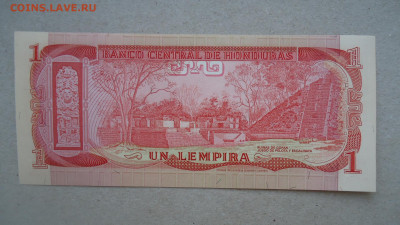 COINS.LAVE.RU
1
BANCO CENTRAL DE HONDURAS
1
1
UN LEMPIRA
1